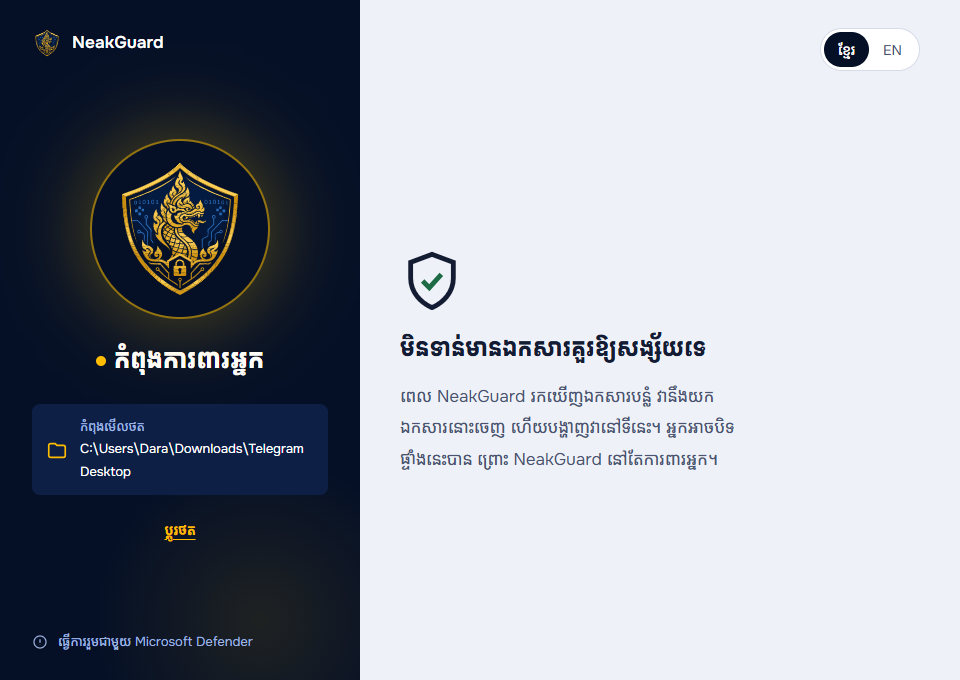 NeakGuard
ខ្មែរ
EN
010101
010101
កំពុងការពារអ្នក
កំពុងមើលថត
C:\Users\Dara\Downloads\Telegram
Desktop
ប្ដូរថត
ធ្វើការរួមជាមួយ Microsoft Defender
មិនទាន់មានឯកសារគួរឱ្យសង្ស័យទេ
ពេល NeakGuard រកឃើញឯកសារបន្លំ វានឹងយក
ឯកសារនោះចេញ ហើយបង្ហាញវានៅទីនេះ។ អ្នកអាចបិទ
ផ្ទាំងនេះបាន ព្រោះ NeakGuard នៅតែការពារអ្នក។